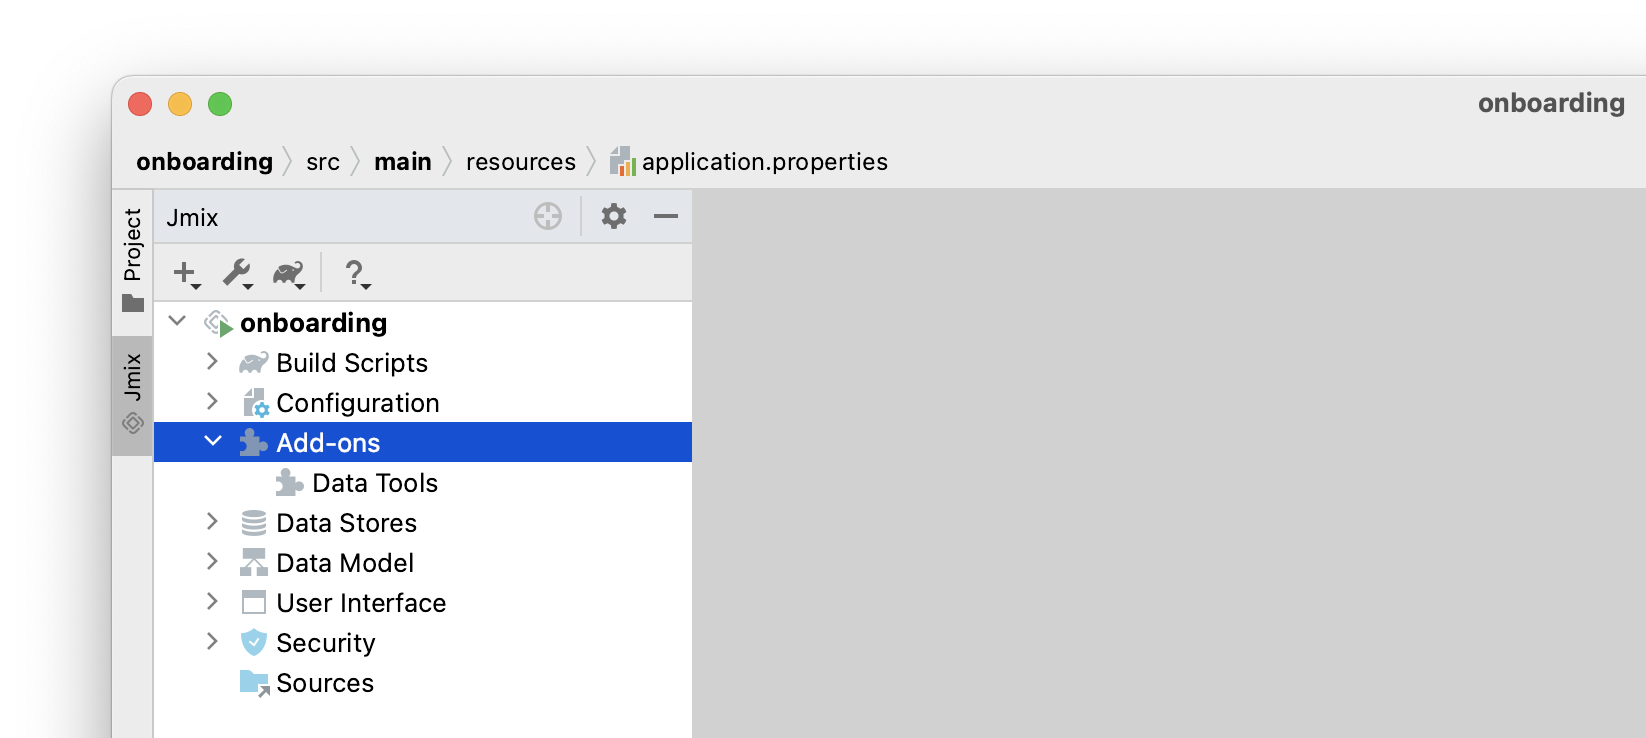 onboarding
onboarding src main resources application.properties
Project
Jmix
Jmix
onboarding
Build Scripts
Configuration
Add-ons
Data Tools
Data Stores
Data Model
User Interface
Security
Sources